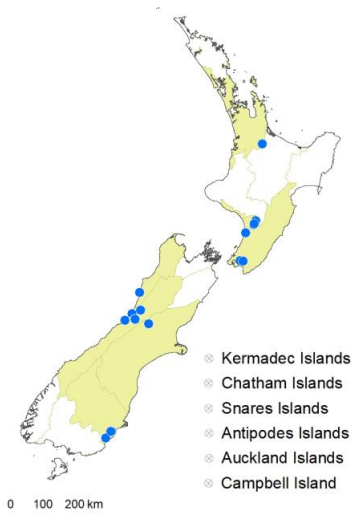 Kermadec Islands
Chatham Islands
Snares Islands
Antipodes Islands
Auckland Islands
Campbell Island
0 100 200 km